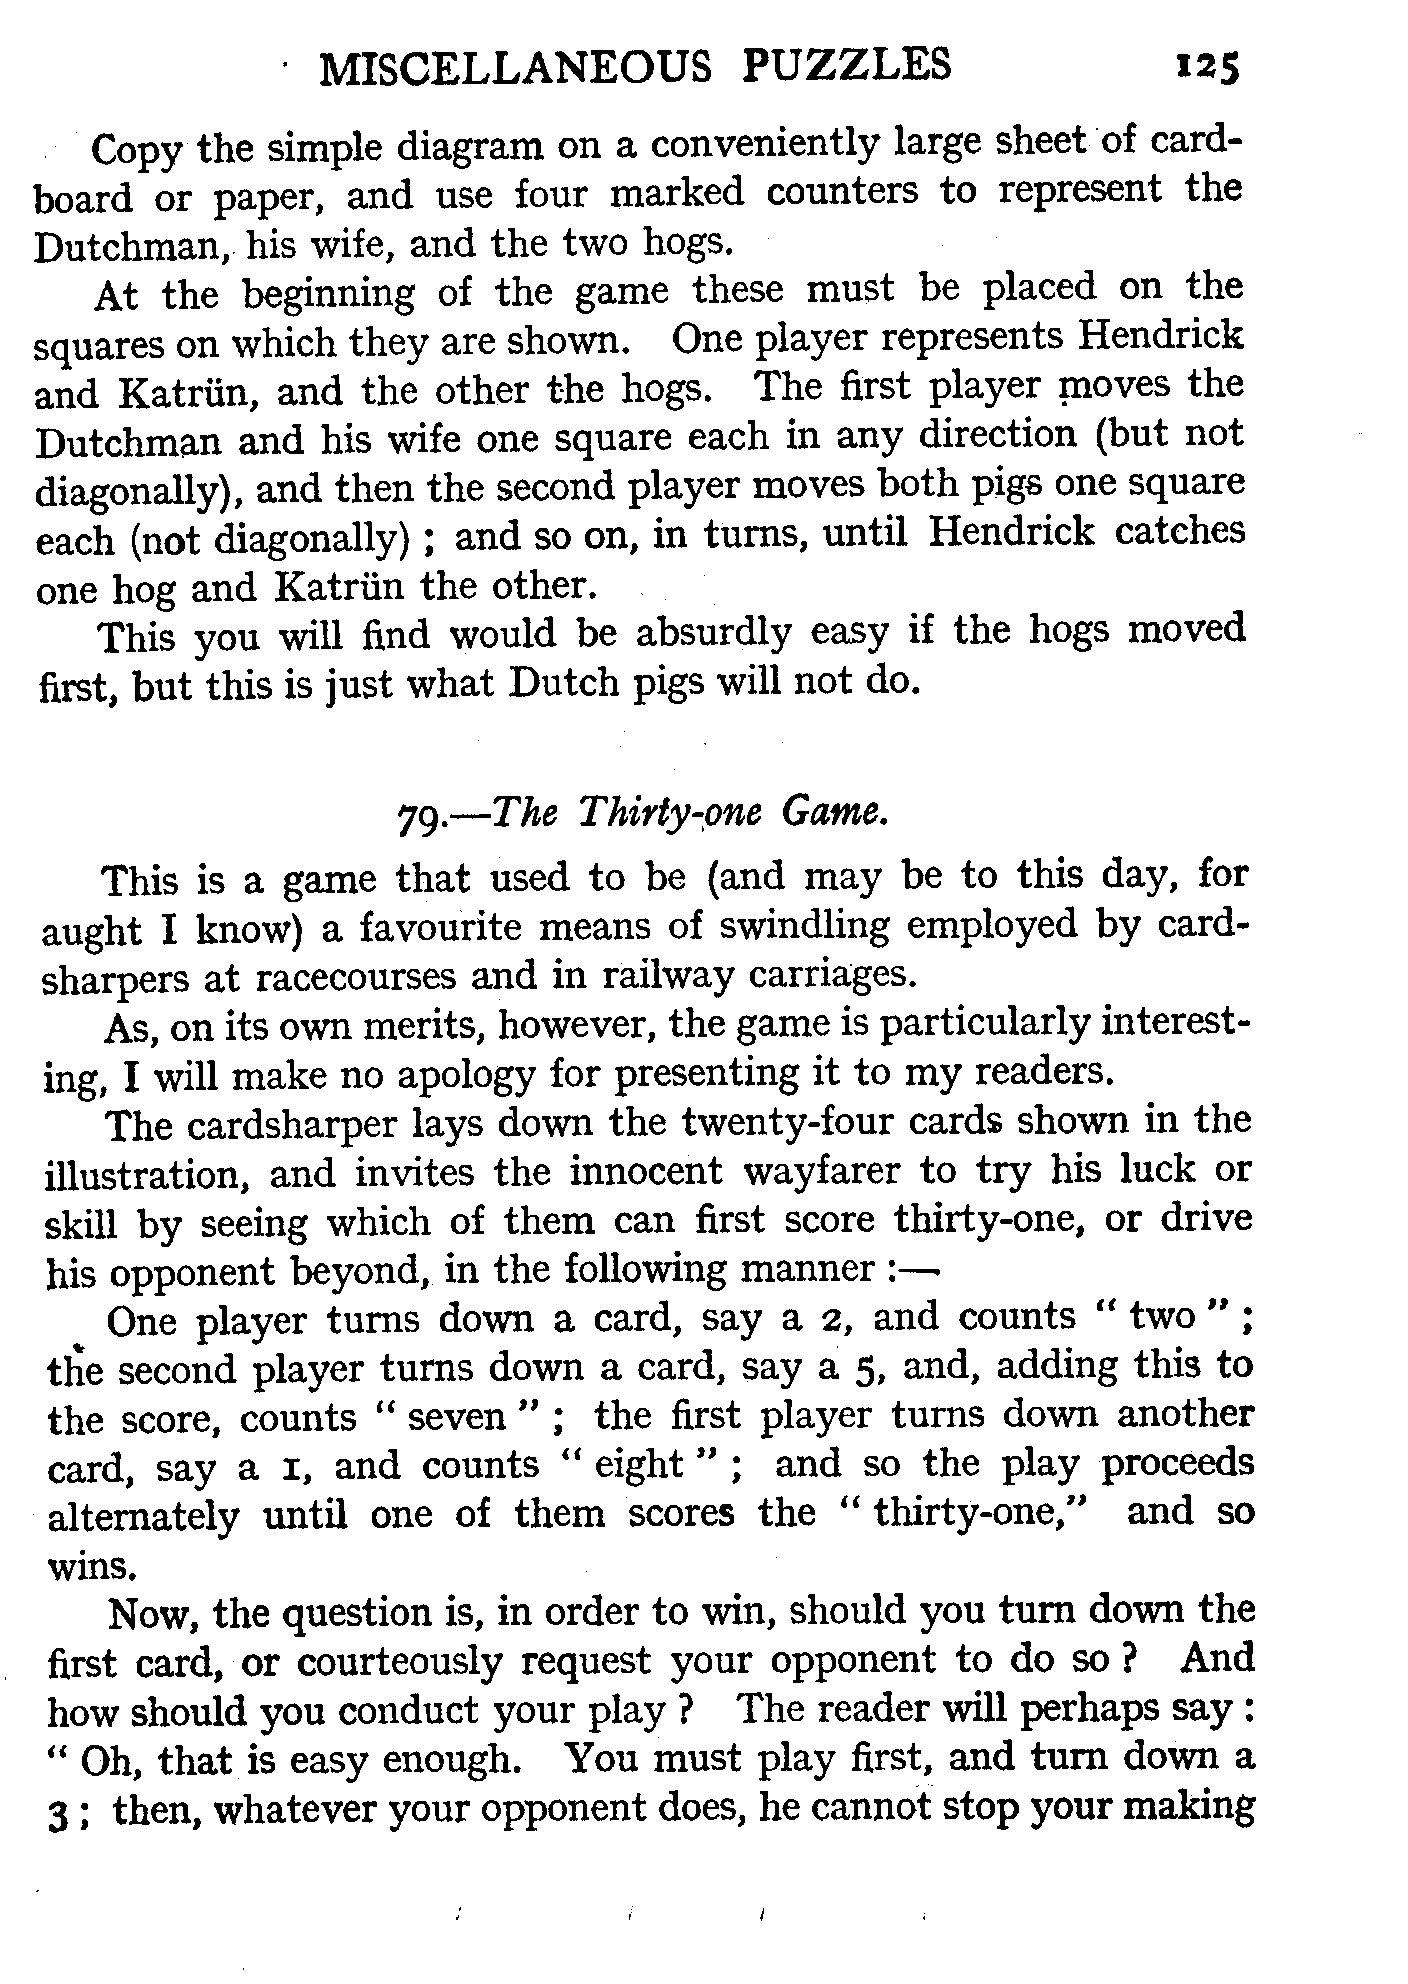 MISCELLANEOUS PUZZLES 125
Copy the simple diagram on a conveniently large sheet of card-
board or paper, and use four marked counters to represent the
Dutchman, his wife, and the two hogs.
At the beginning of the game these must be placed on the
squares on which they are shown. One player represents Hendrick
and Katrün, and the other the hogs. The first player moves the
Dutchman and his wife one square each in any direction (but not
diagonally), and then the second player moves both pigs one square
each (not diagonally) ; and so on, in turns, until Hendrick catches
one hog and Katrün the other.
This you will find would be absurdly easy if the hogs moved
first, but this is just what Dutch pigs will not do.
79.—The Thirty-one Game.
This is a game that used to be (and may be to this day, for
aught I know) a favourite means of swindling employed by card-
sharpers at racecourses and in railway carriages.
As, on its own merits, however, the game is particularly interest-
ing, I will make no apology for presenting it to my readers.
The cardsharper lays down the twenty-four cards shown in the
illustration, and invites the innocent wayfarer to try his luck or
skill by seeing which of them can first score thirty-one, or drive
his opponent beyond, in the following manner :—
One player turns down a card, say a 2, and counts “ two ” ;
the second player turns down a card, say a 5, and, adding this to
the score, counts “ seven ” ; the first player turns down another
card, say a 1, and counts “ eight ” ; and so the play proceeds
alternately until one of them scores the “ thirty-one,” and so
wins.
Now, the question is, in order to win, should you turn down the
first card, or courteously request your opponent to do so ? And
how should you conduct your play ? The reader will perhaps say :
“ Oh, that is easy enough. You must play first, and turn down a
3 ; then, whatever your opponent does, he cannot stop your making